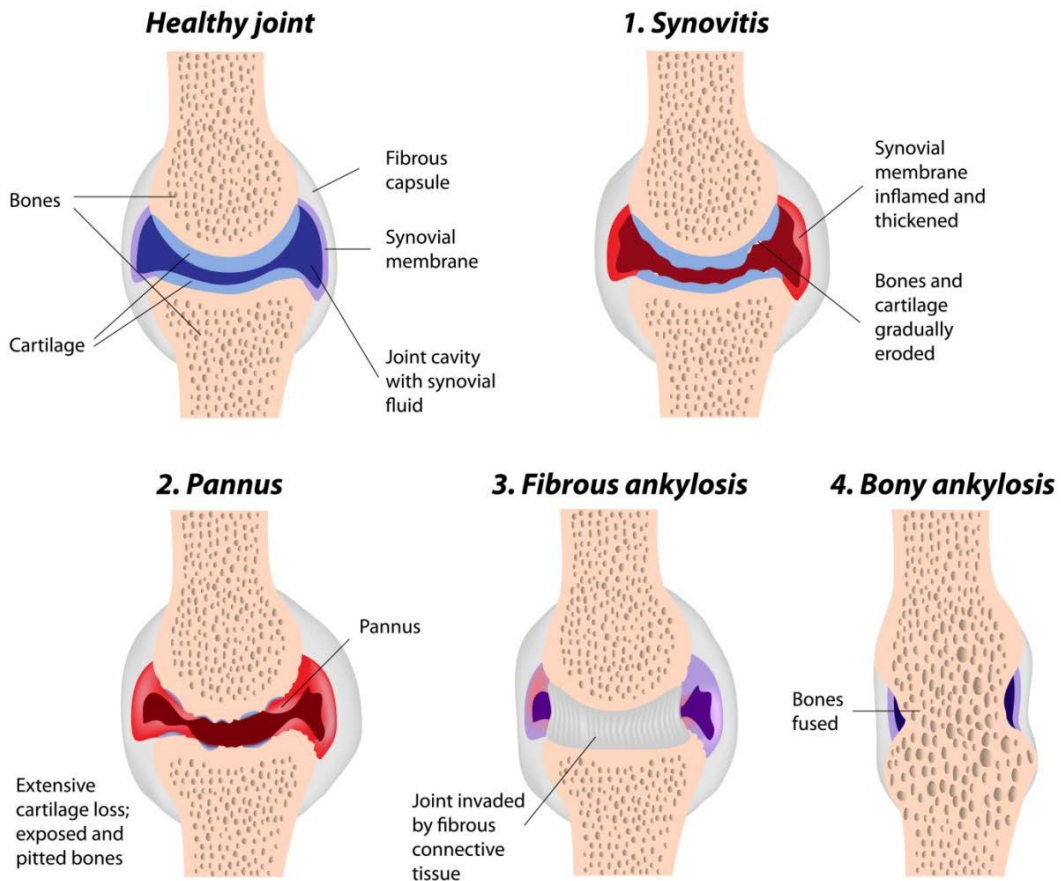 Healthy joint
Bones
Cartilage
Fibrous
capsule
Synovial
membrane
Joint cavity
with synovial
fluid
1. Synovitis
Synovial
membrane
inflamed and
thickened
Bones and
cartilage
gradually
eroded
2. Pannus
Pannus
Extensive
cartilage loss;
exposed and
pitted bones
3. Fibrous ankylosis
Joint invaded
by fibrous
connective
tissue
4. Bony ankylosis
Bones
fused